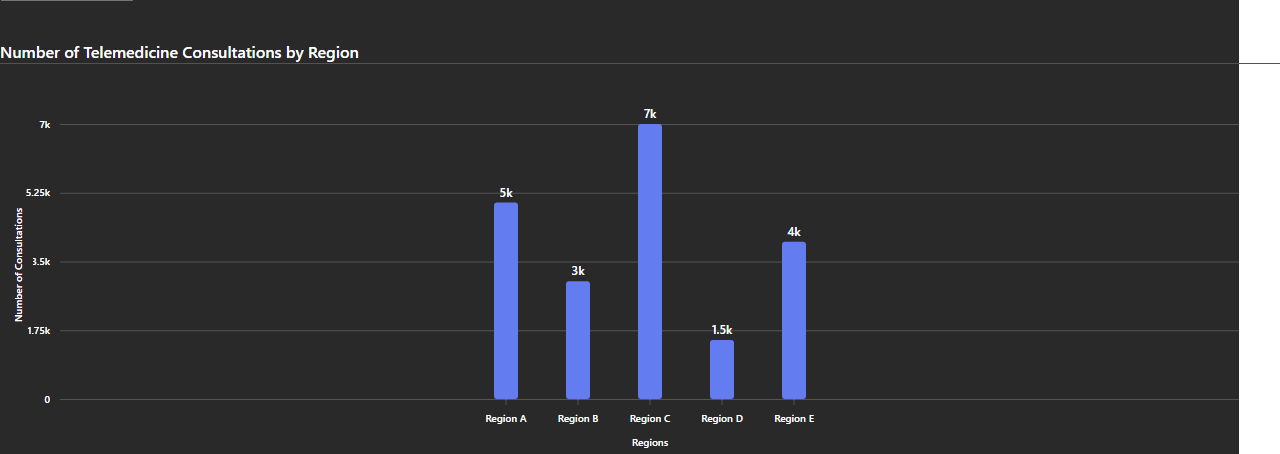 Number of Telemedicine Consultations by Region
Number of Consultations
7k
5.25k
3.5k
1.75k
0
5k
3k
7k
1.5k
4k
Region A
Region B
Region C
Region D
Region E
Regions